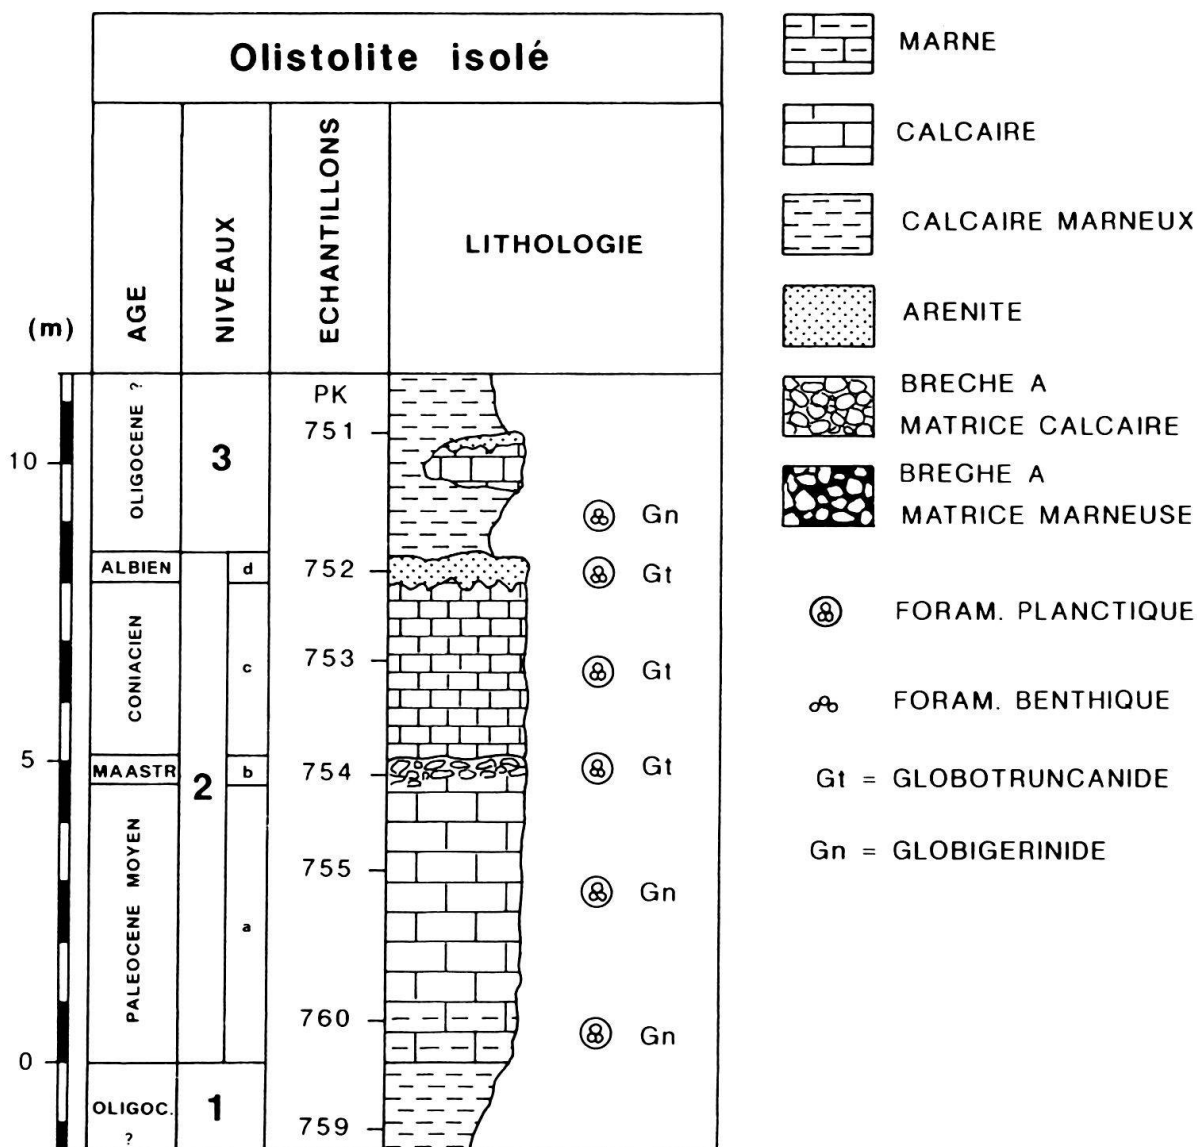 Olistolite isolé
(m)
AGE
NIVEAUX
ECHANTILLONS
LITHOLOGIE
OLIGOCENE ?
3
PK
751
10
Gn
ALBIEN
d
752
Gt
CONIACIEN
c
753
Gt
5
MAASTR
b
2
754
Gt
PALEOCENE MOYEN
a
755
Gn
760
Gn
0
OLIGOC.
?
1
759
MARNE
CALCAIRE
CALCAIRE MARNEUX
ARENITE
BRECHE A
MATRICE CALCAIRE
BRECHE A
MATRICE MARNEUSE
FORAM. PLANCTIQUE
FORAM. BENTHIQUE
Gt = GLOBOTRUNCANIDE
Gn = GLOBIGERINIDE